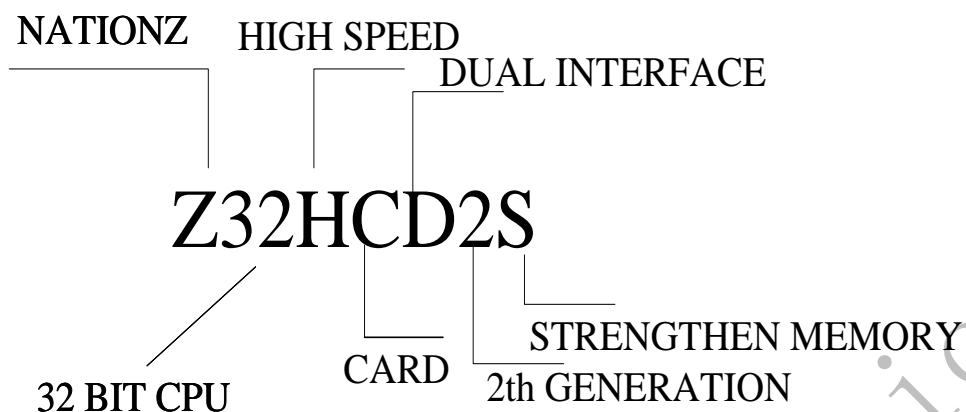 NATIONZ
HIGH SPEED
DUAL INTERFACE
Z32HCD2S
STRENGTHEN MEMORY
CARD
2th GENERATION
32 BIT CPU